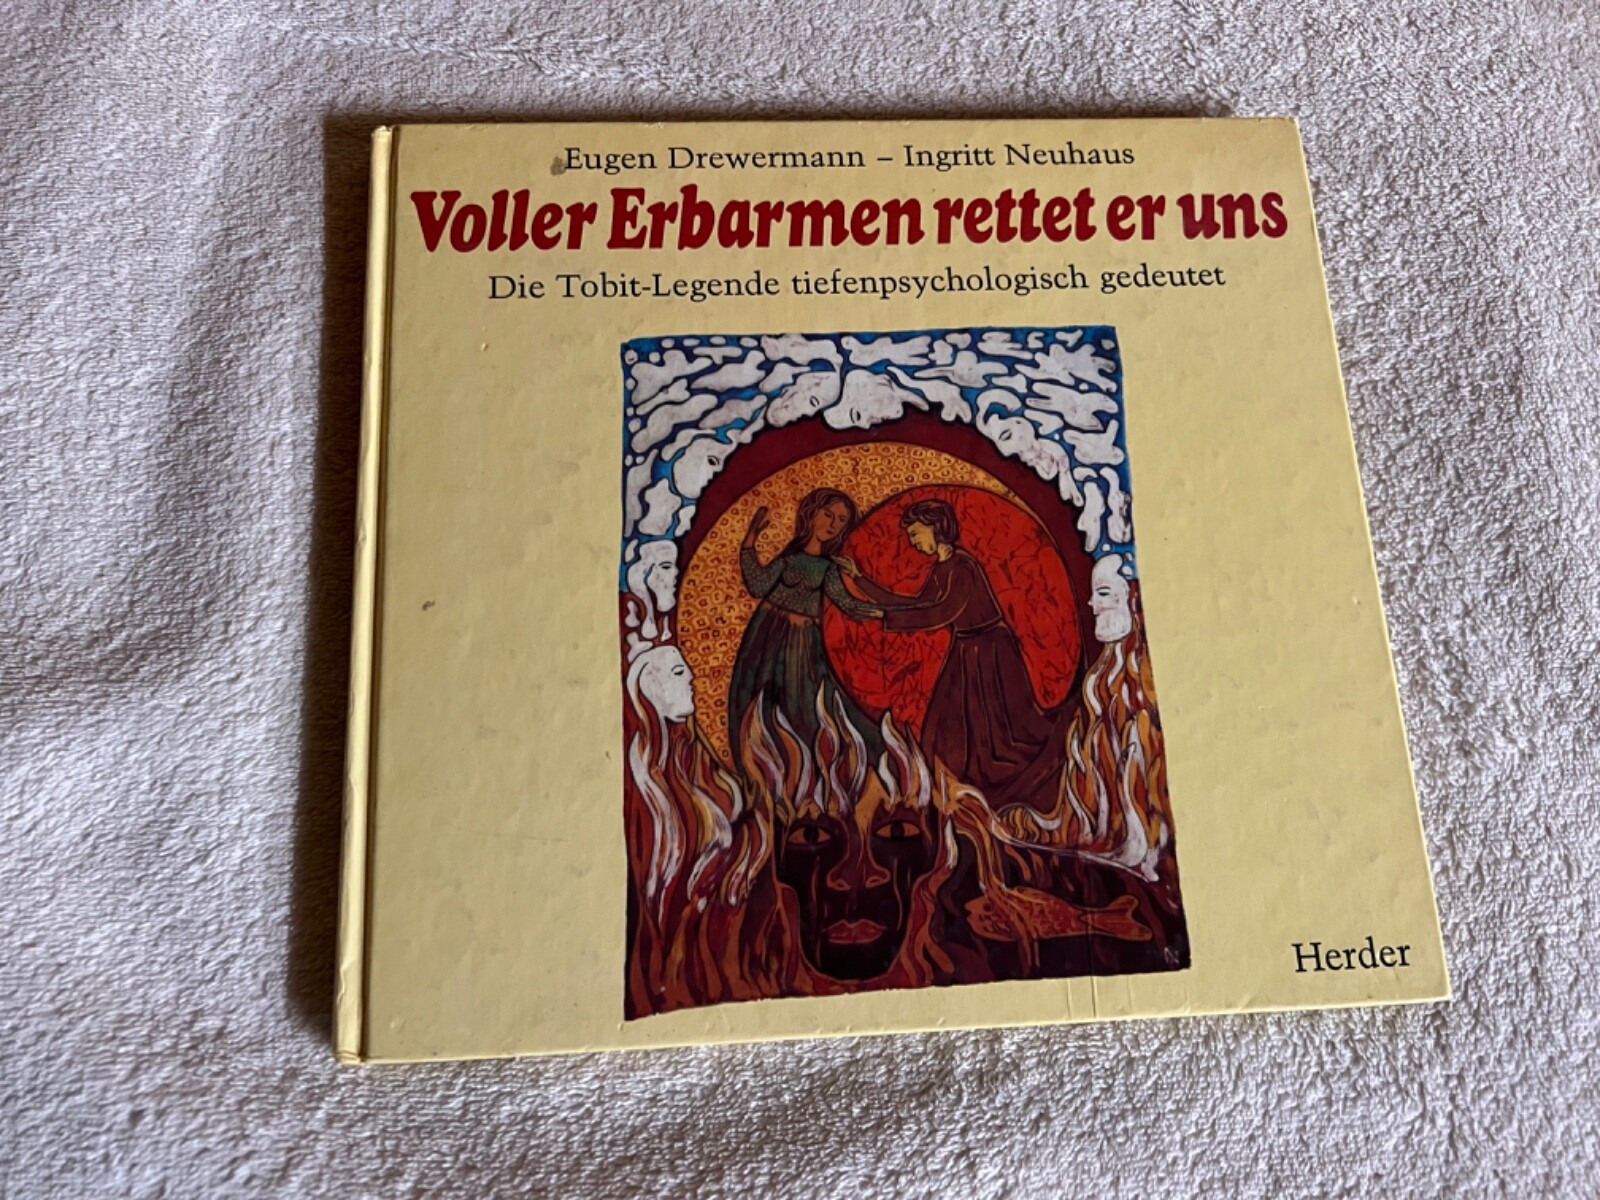 Eugen Drewermann – Ingritt Neuhaus
Voller Erbarmen rettet er uns
Die Tobit-Legende tiefenpsychologisch gedeutet
Herder